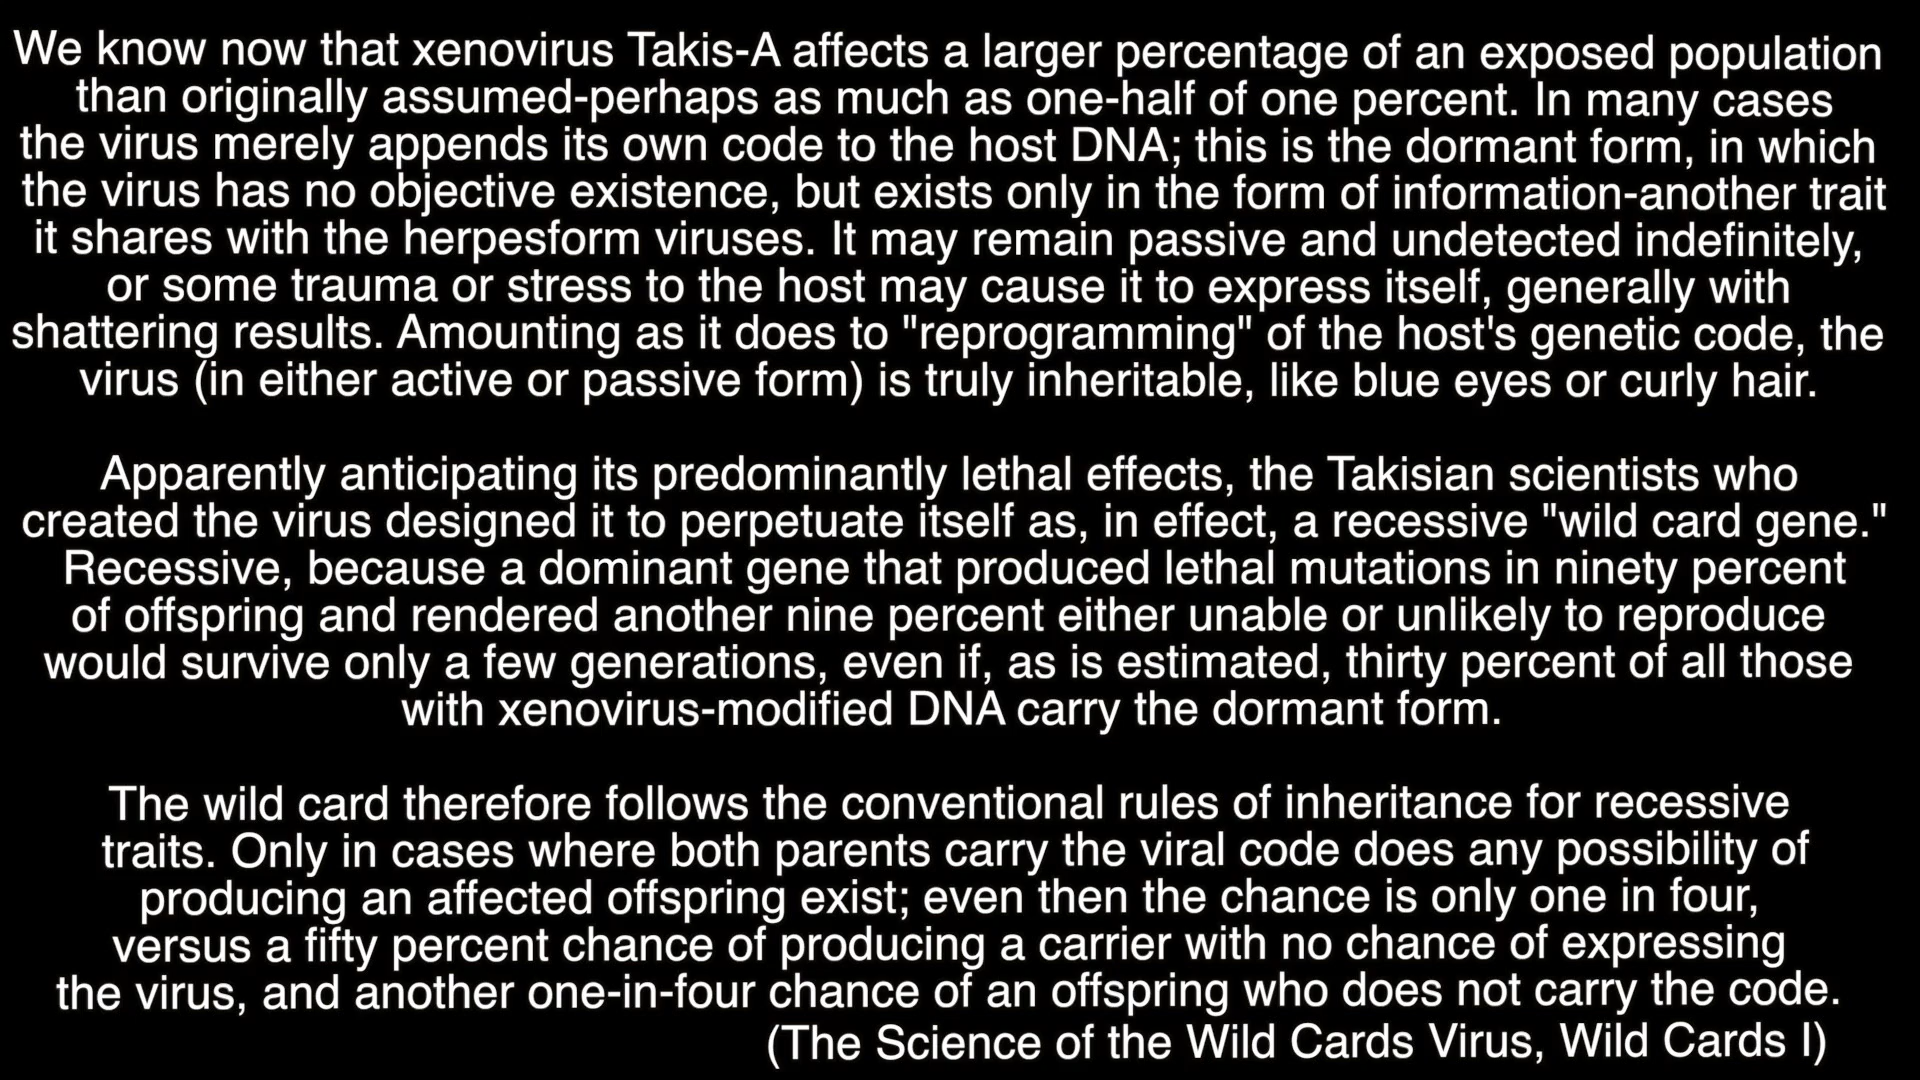 We know now that xenovirus Takis-A affects a larger percentage of an exposed population
than originally assumed-perhaps as much as one-half of one percent. In many cases
the virus merely appends its own code to the host DNA; this is the dormant form, in which
the virus has no objective existence, but exists only in the form of information-another trait
it shares with the herpesform viruses. It may remain passive and undetected indefinitely,
or some trauma or stress to the host may cause it to express itself, generally with
shattering results. Amounting as it does to "reprogramming" of the host's genetic code, the
virus (in either active or passive form) is truly inheritable, like blue eyes or curly hair.
Apparently anticipating its predominantly lethal effects, the Takisian scientists who
created the virus designed it to perpetuate itself as, in effect, a recessive "wild card gene."
Recessive, because a dominant gene that produced lethal mutations in ninety percent
of offspring and rendered another nine percent either unable or unlikely to reproduce
would survive only a few generations, even if, as is estimated, thirty percent of all those
with xenovirus-modified DNA carry the dormant form.
The wild card therefore follows the conventional rules of inheritance for recessive
traits. Only in cases where both parents carry the viral code does any possibility of
producing an affected offspring exist; even then the chance is only one in four,
versus a fifty percent chance of producing a carrier with no chance of expressing
the virus, and another one-in-four chance of an offspring who does not carry the code.
(The Science of the Wild Cards Virus, Wild Cards I)